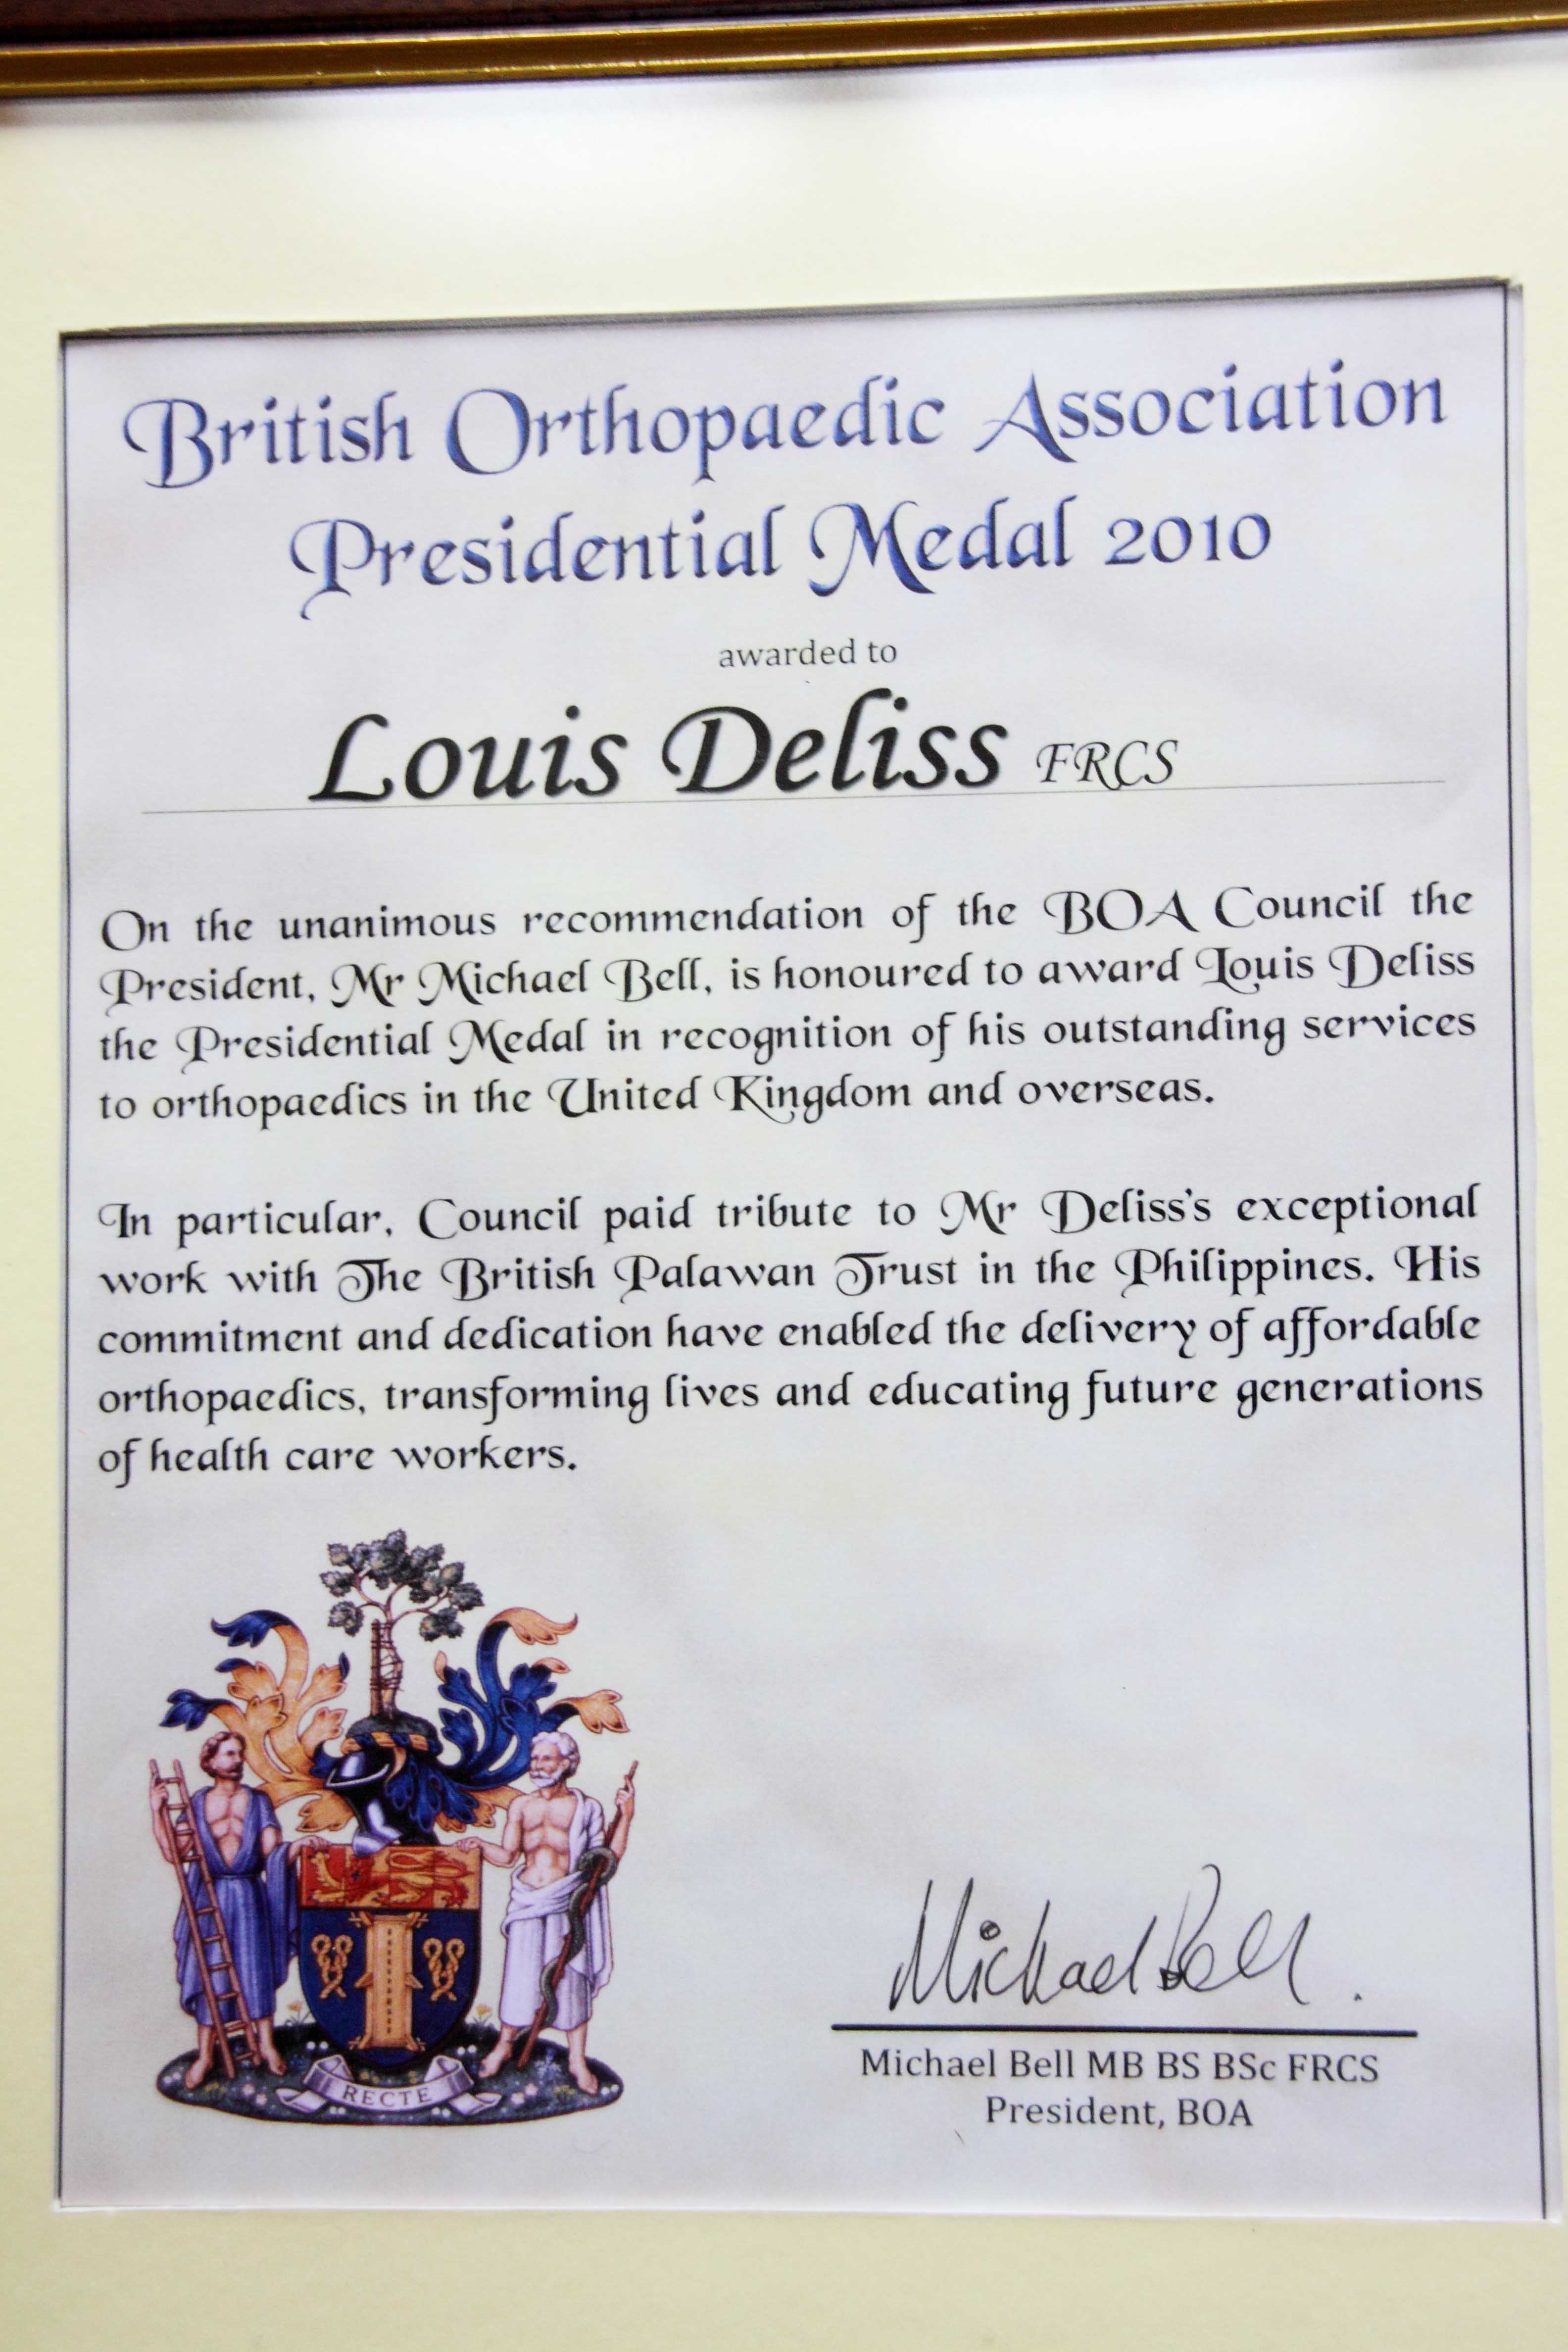 British Orthopaedic Association
Presidential Medal 2010
awarded to
Louis Deliss FRCS
On the unanimous recommendation of the BOA Council the
President, Mr Michael Bell, is honoured to award Louis Deliss
the Presidential Medal in recognition of his outstanding services
to orthopaedics in the United Kingdom and overseas.
In particular, Council paid tribute to Mr Deliss's exceptional
work with The British Palawan Trust in the Philippines. His
commitment and dedication have enabled the delivery of affordable
orthopaedics, transforming lives and educating future generations
of health care workers.
RECTE
Michael Bell.
Michael Bell MB BS BSc FRCS
President, BOA